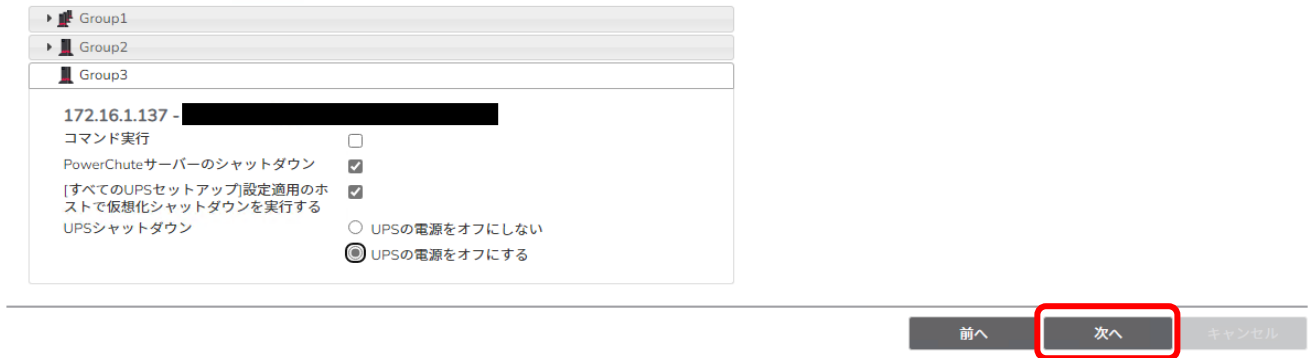 Group1
Group2
Group3
172.16.1.137 -
コマンド実行
PowerChuteサーバーのシャットダウン
[すべてのUPSセットアップ]設定適用のホ
ストで仮想化シャットダウンを実行する
UPSシャットダウン
UPSの電源をオフにしない
UPSの電源をオフにする
前へ 次へ キャンセル